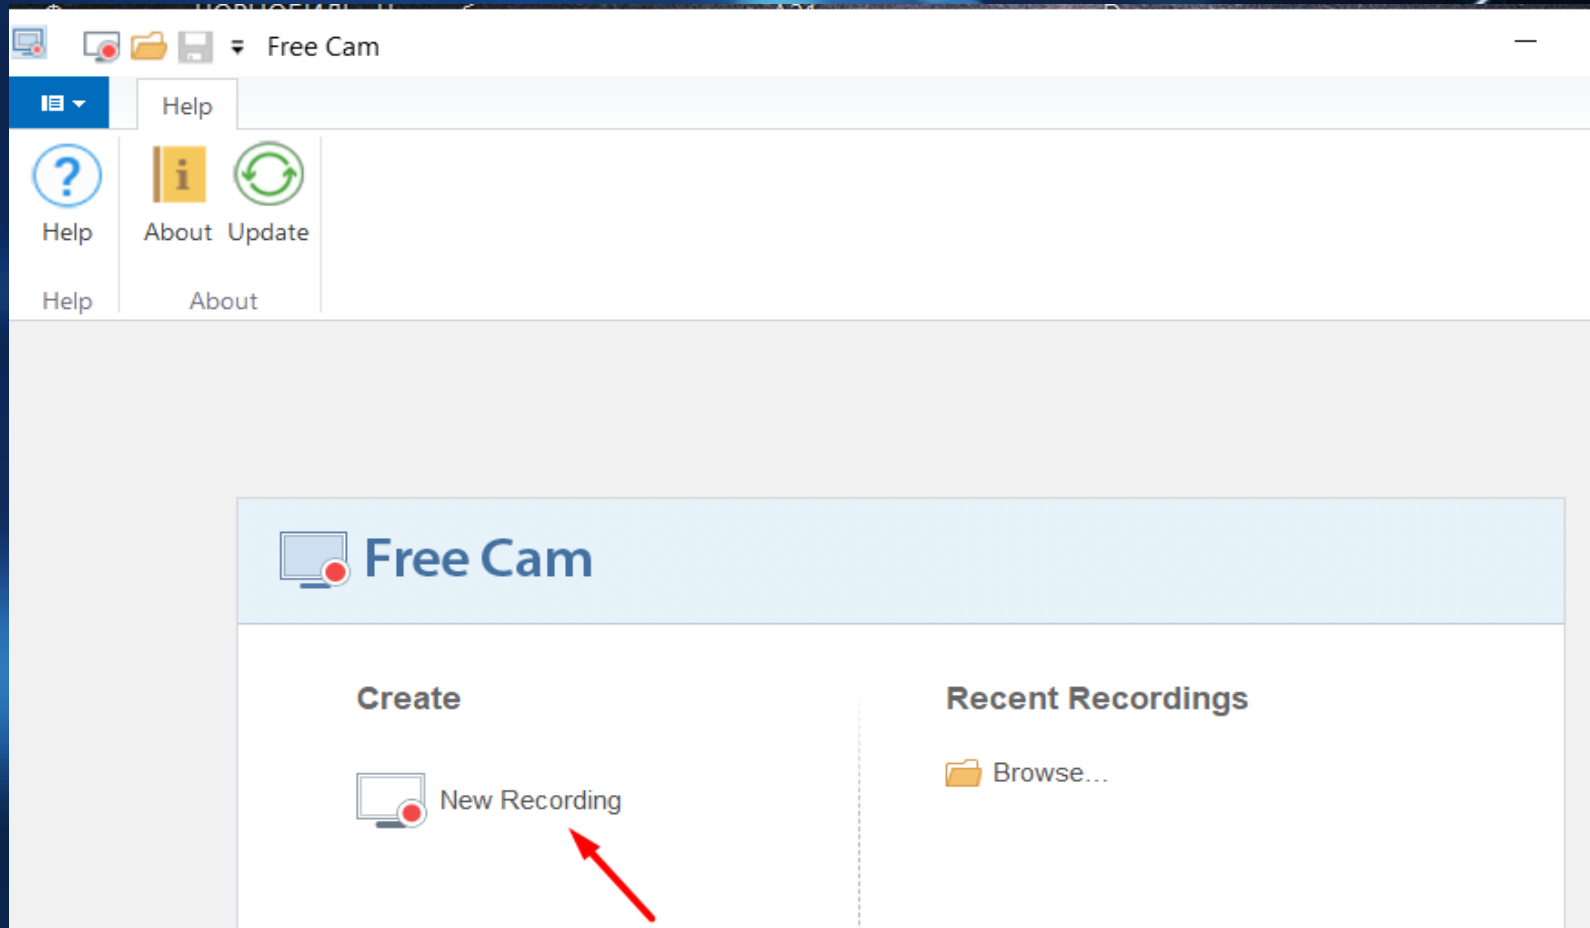 Free Cam
Help
Help
About
Update
Help
About
Free Cam
Create
Recent Recordings
New Recording
Browse...